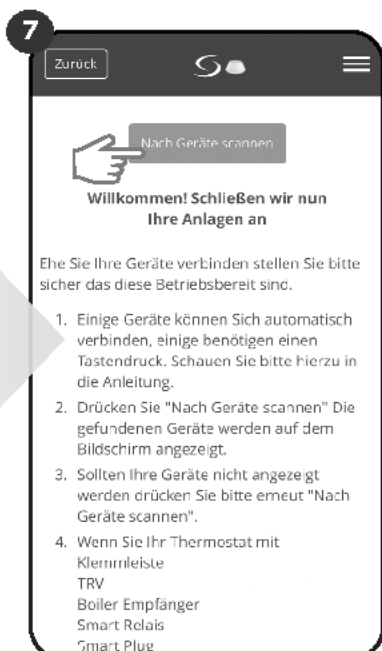 7
Zurück
Nach Geräte scannen
Willkommen! Schließen wir nun
Ihre Anlagen an
Ehe Sie Ihre Geräte verbinden stellen Sie bitte
sicher das diese Betriebsbereit sind.
1. Einige Geräte können Sich automatisch
verbinden, einige benötigen einen
Tastendruck. Schauen Sie bitte hierzu in
die Anleitung.
2. Drücken Sie "Nach Geräte scannen" Die
gefundenen Geräte werden auf dem
Bildschirm angezeigt.
3. Sollten Ihre Geräte nicht angezeigt
werden drücken Sie bitte erneut "Nach
Geräte scannen".
4. Wenn Sie Ihr Thermostat mit
Klemmleiste
TRV
Boiler Empfänger
Smart Relais
Smart Plug